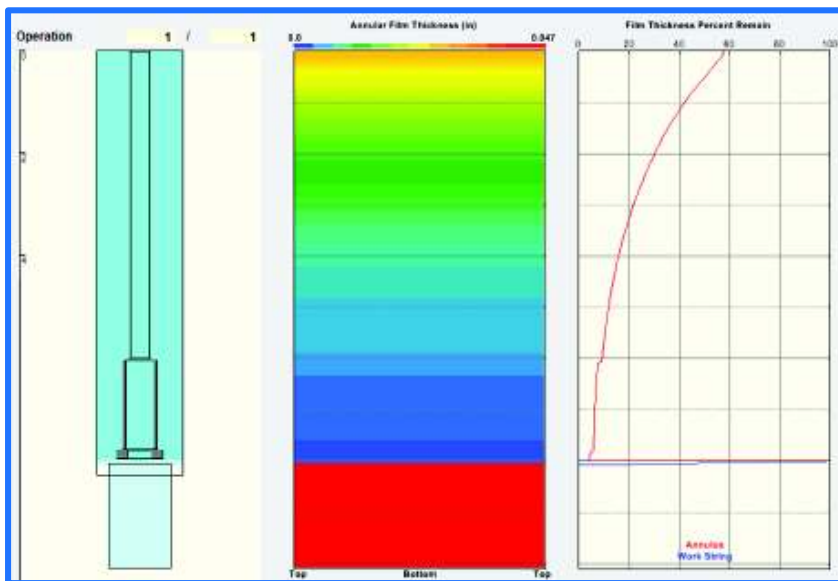 Operation 1 / 1
Annular Film Thickness (in)
0.0 0.047
Film Thickness Percent Remain
0 20 40 60 80 100
0
2
4
Annulus
Work String
Top Bottom Top